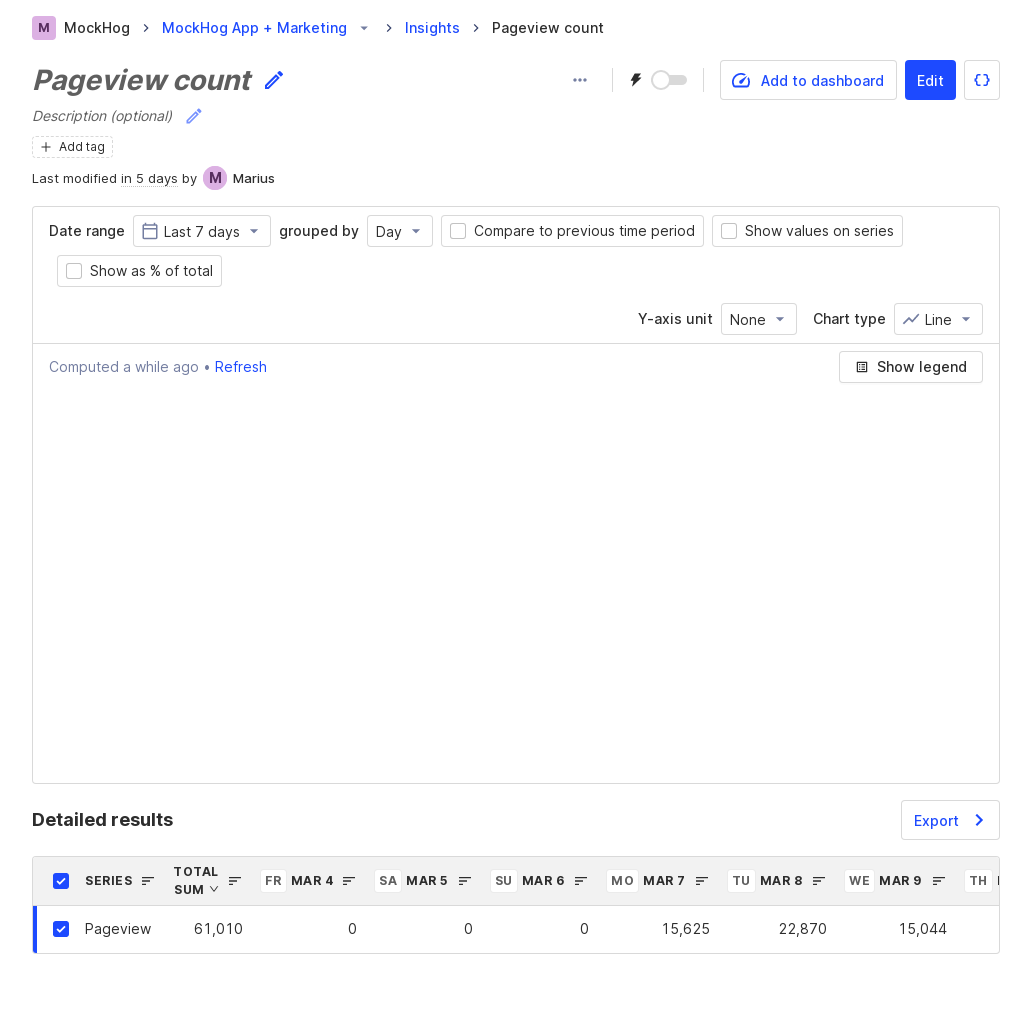 M MockHog > MockHog App + Marketing > Insights > Pageview count
Pageview count
Add to dashboard Edit {}
Description (optional)
+ Add tag
Last modified in 5 days by M Marius
Date range Last 7 days grouped by Day Compare to previous time period Show values on series
Show as % of total
Y-axis unit None Chart type Line
Computed a while ago • Refresh Show legend
Detailed results Export
SERIES TOTAL SUM FR MAR 4 SA MAR 5 SU MAR 6 MO MAR 7 TU MAR 8 WE MAR 9 TH
Pageview 61,010 0 0 0 15,625 22,870 15,044